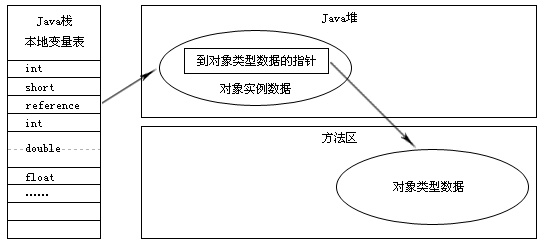 Java栈
本地变量表
int
short
reference
int
double
float
……
Java堆
到对象类型数据的指针
对象实例数据
方法区
对象类型数据